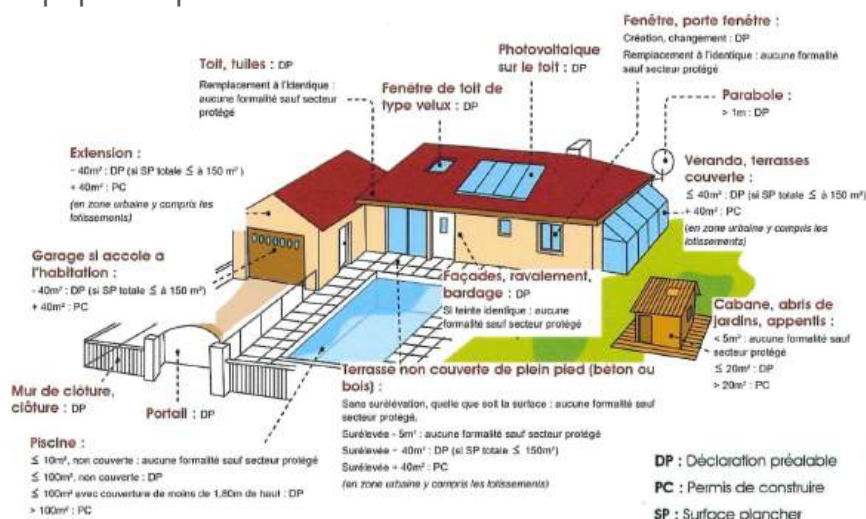 Fenêtre, porte fenêtre :
Création, changement : DP
Remplacement à l'identique : aucune formalité
sauf secteur protégé
Photovoltaïque
sur le toit : DP
Toit, tuiles : DP
Remplacement à l'identique :
aucune formalité sauf secteur
protégé
Fenêtre de toit de
type velux : DP
Parabole :
> 1m : DP
Extension :
- 40m² : DP (si SP totale ≤ à 150 m²)
+ 40m² : PC
(en zone urbaine y compris les
lotissements)
Véranda, terrasses
couverte :
≤ 40m² : DP (si SP totale ≤ à 150 m²)
+ 40m² : PC
(en zone urbaine y compris les
lotissements)
Garage si accole a
l'habitation :
- 40m² : DP (si SP totale ≤ à 150 m²)
+ 40m² : PC
Façades, ravalement,
bardage : DP
Si teinte identique : aucune
formalité sauf secteur protégé
Cabane, abris de
jardins, appentis :
< 5m² : aucune formalité sauf
secteur protégé
≤ 20m² : DP
> 20m² : PC
Mur de clôture,
clôture : DP
Portail : DP
Terrasse non couverte de plein pied (béton ou
bois) :
Sans surélévation, quelle que soit la surface : aucune formalité sauf
secteur protégé,
Surélevée - 5m² : aucune formalité sauf secteur protégé
Surélevée - 40m² : DP (si SP totale ≤ 150m²)
Surélevée + 40m² : PC
(en zone urbaine y compris les lotissements)
Piscine :
≤ 10m², non couverte : aucune formalité sauf secteur protégé
≤ 100m², non couverte : DP
≤ 100m² avec couverture de moins de 1,80m de haut : DP
> 100m² : PC
DP : Déclaration préalable
PC : Permis de construire
SP : Surface plancher